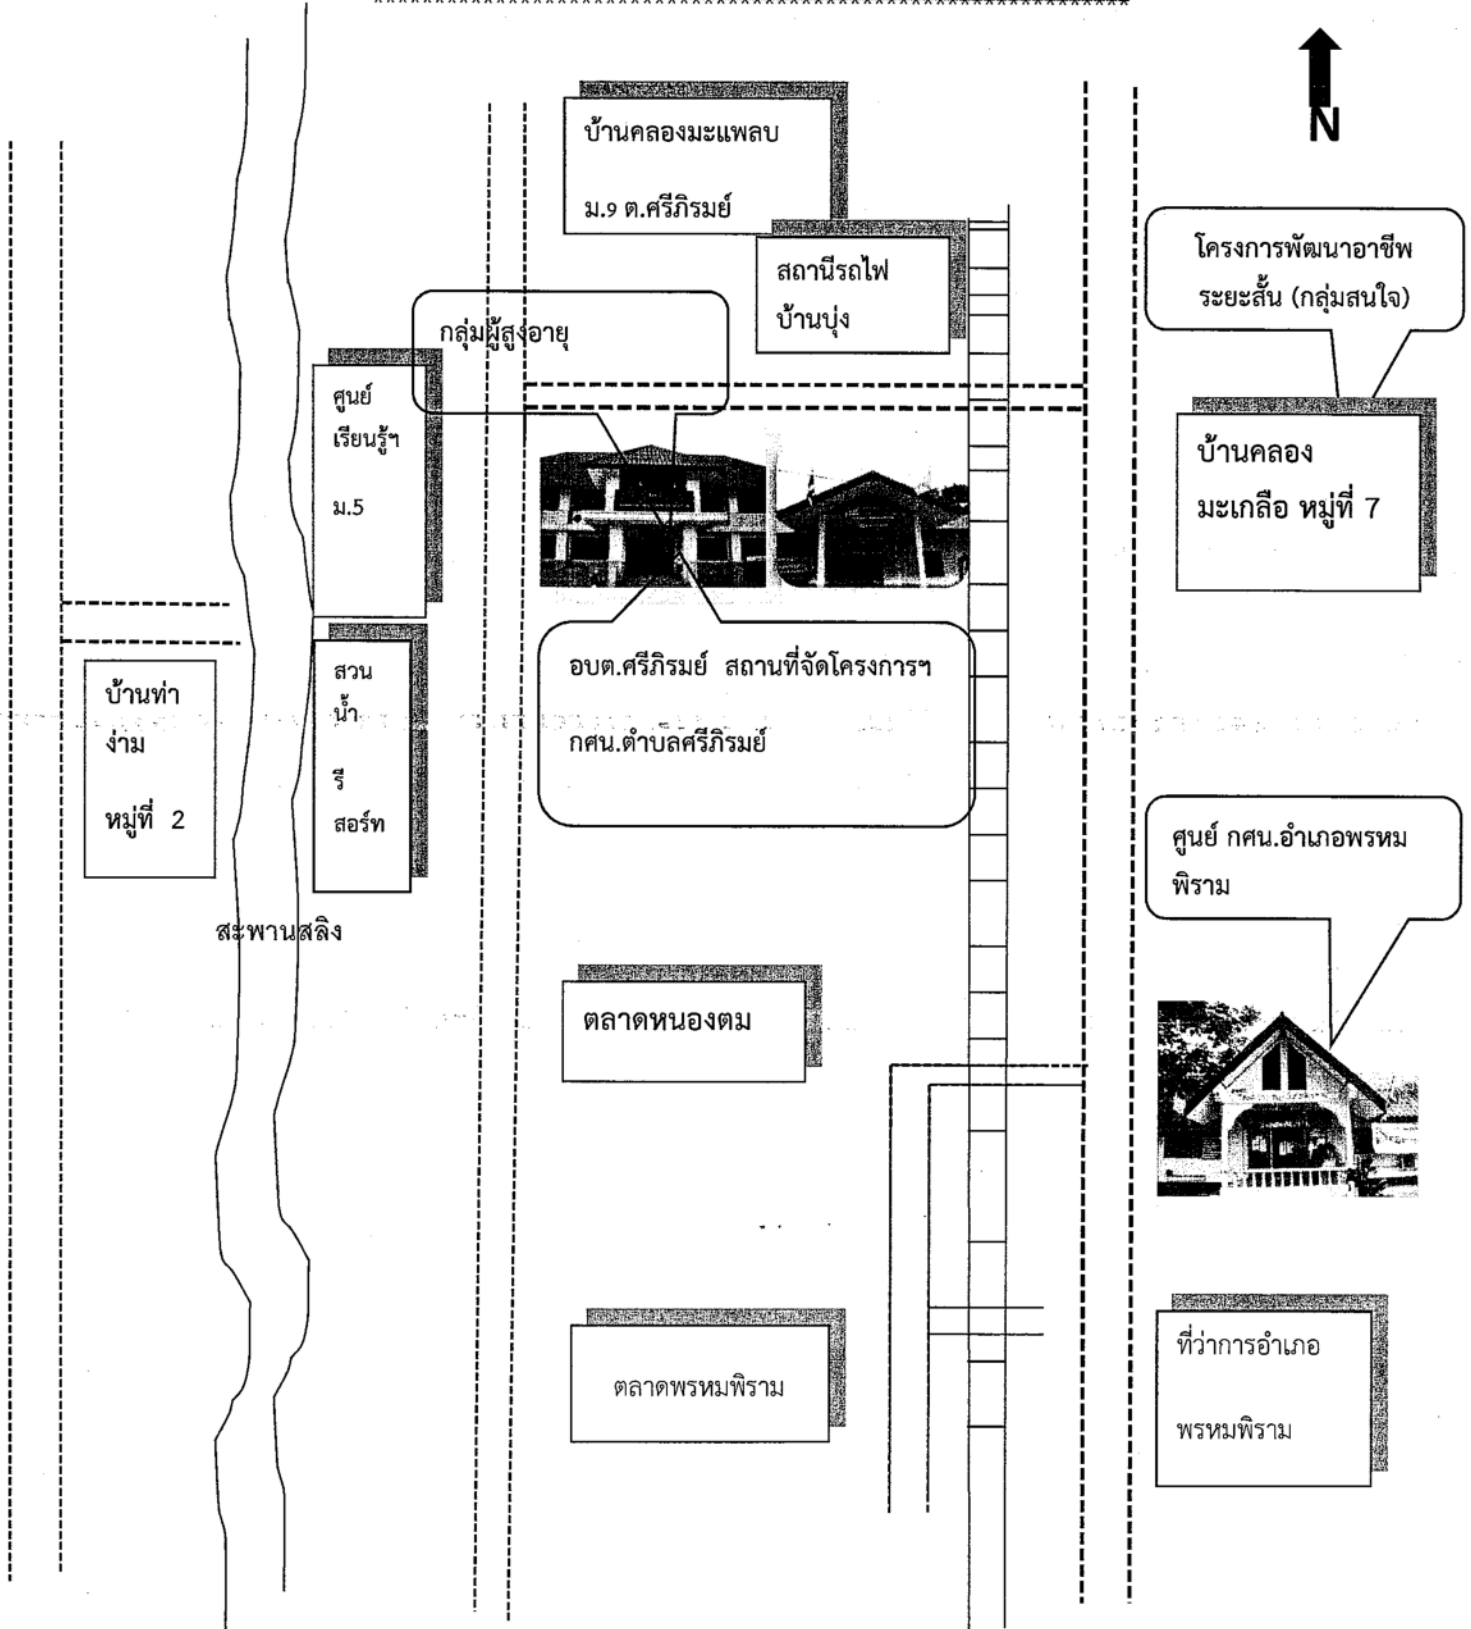 ************************************************************
N
บ้านคลองมะแพลบ
ม.9 ต.ศรีภิรมย์
สถานีรถไฟ
บ้านบุ่ง
โครงการพัฒนาอาชีพ
ระยะสั้น (กลุ่มสนใจ)
กลุ่มผู้สูงอายุ
ศูนย์
เรียนรู้ฯ
ม.5
บ้านคลอง
มะเกลือ หมู่ที่ 7
อบต.ศรีภิรมย์ สถานที่จัดโครงการฯ
กศน.ตำบลศรีภิรมย์
บ้านท่า
ง่าม
หมู่ที่ 2
สวน
น้ำ
รี
สอร์ท
สะพานสลิง
ศูนย์ กศน.อำเภอพรหม
พิราม
ตลาดหนองตม
ตลาดพรหมพิราม
ที่ว่าการอำเภอ
พรหมพิราม